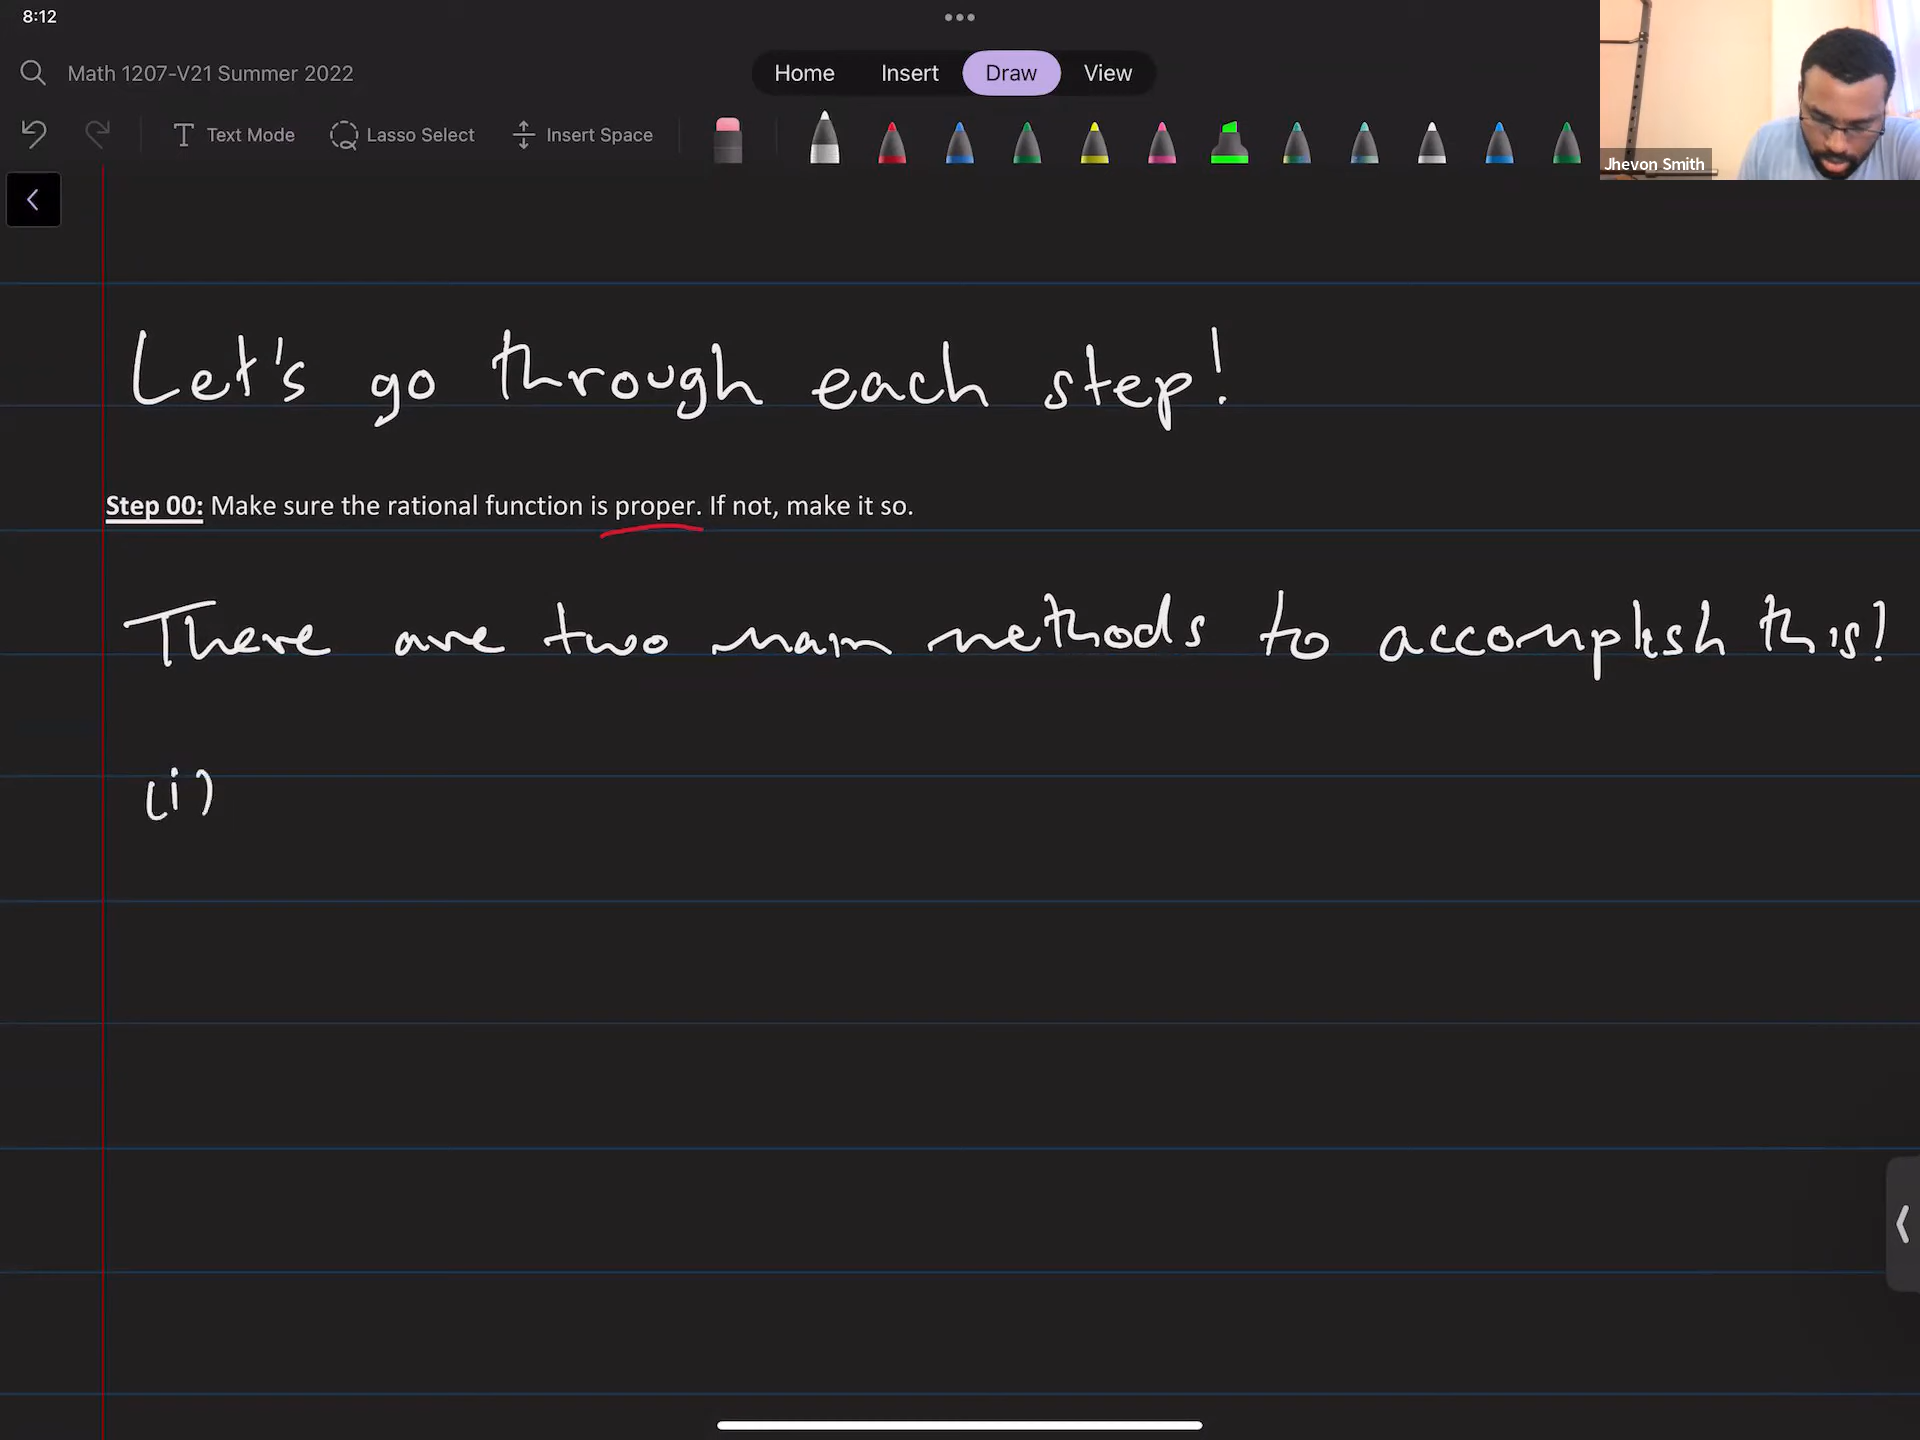 8:12
Math 1207-V21 Summer 2022
Home Insert Draw View
Text Mode Lasso Select Insert Space
Jhevon Smith
Let's go through each step!
Step 00: Make sure the rational function is proper. If not, make it so.
There are two main methods to accomplish this!
(i)